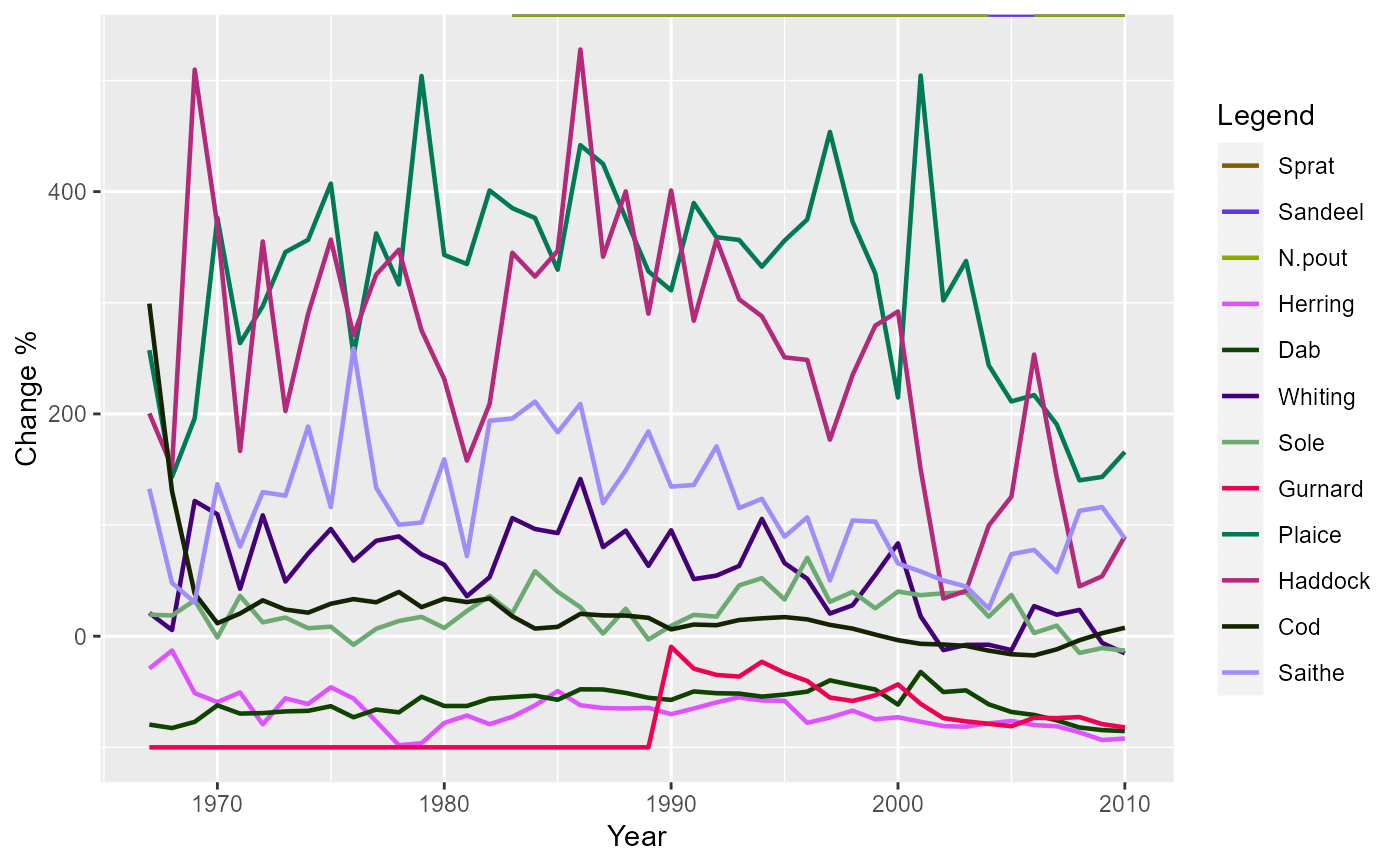 400
200
0
Change %
1970
1980
1990
2000
2010
Year
Legend
Sprat
Sandeel
N.pout
Herring
Dab
Whiting
Sole
Gurnard
Plaice
Haddock
Cod
Saithe